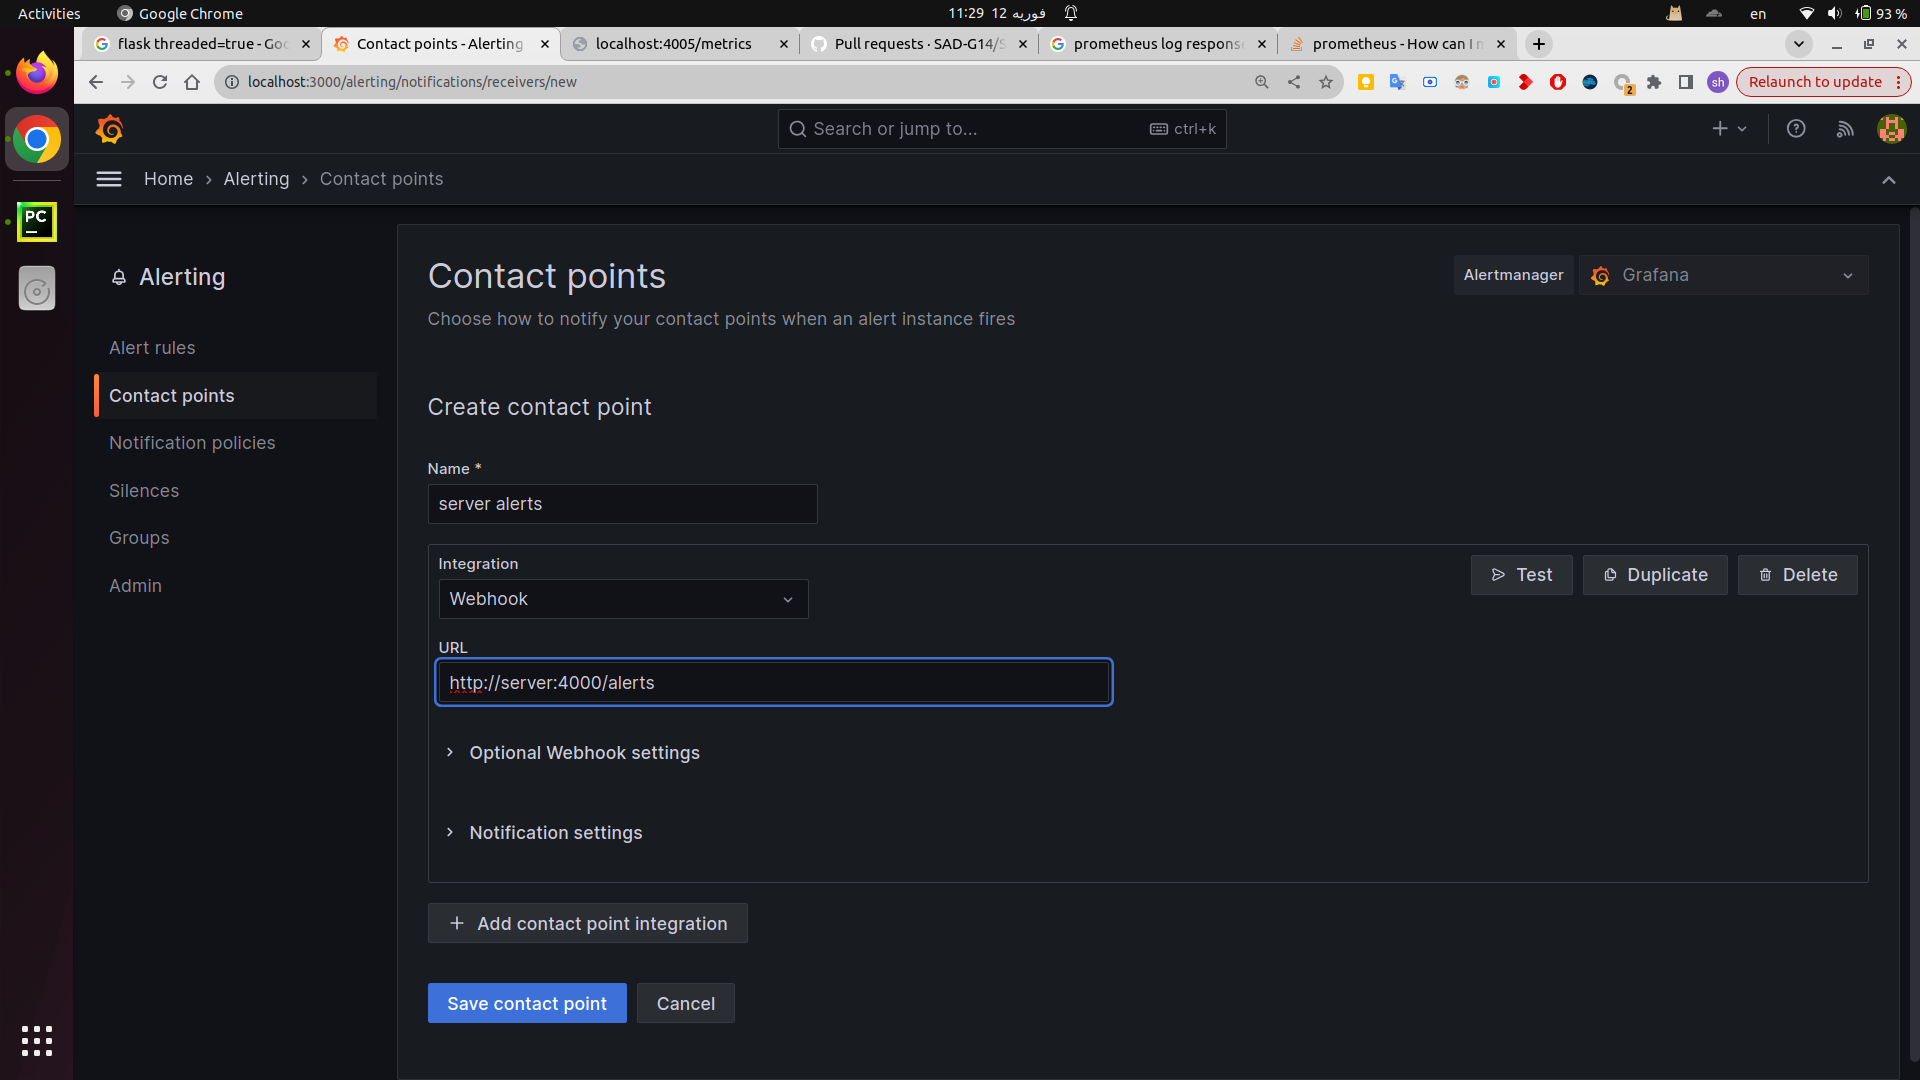 Activities
Google Chrome
11:29 12 فوریه
en
93 %
flask threaded=true - Goo
Contact points - Alerting
localhost:4005/metrics
Pull requests · SAD-G14/S
prometheus log response
prometheus - How can I m
localhost:3000/alerting/notifications/receivers/new
2
sh
Relaunch to update
PC
Search or jump to...
ctrl+k
Home
Alerting
Contact points
Alerting
Alert rules
Contact points
Notification policies
Silences
Groups
Admin
Contact points
Alertmanager
Grafana
Choose how to notify your contact points when an alert instance fires
Create contact point
Name *
server alerts
Integration
Test
Duplicate
Delete
Webhook
URL
http://server:4000/alerts
Optional Webhook settings
Notification settings
Add contact point integration
Save contact point
Cancel